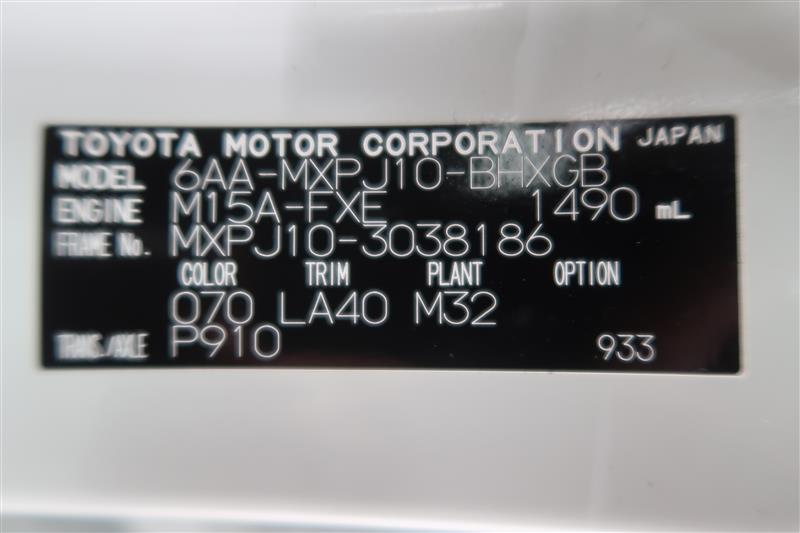 TOYOTA MOTOR CORPORATION JAPAN
MODEL 6AA-MXPJ10-BHXGB
ENGINE M15A-FXE 1490 mL
FRAME No. MXPJ10-3038186
COLOR TRIM PLANT OPTION
070 LA40 M32
TRANS./AXLE P910 933